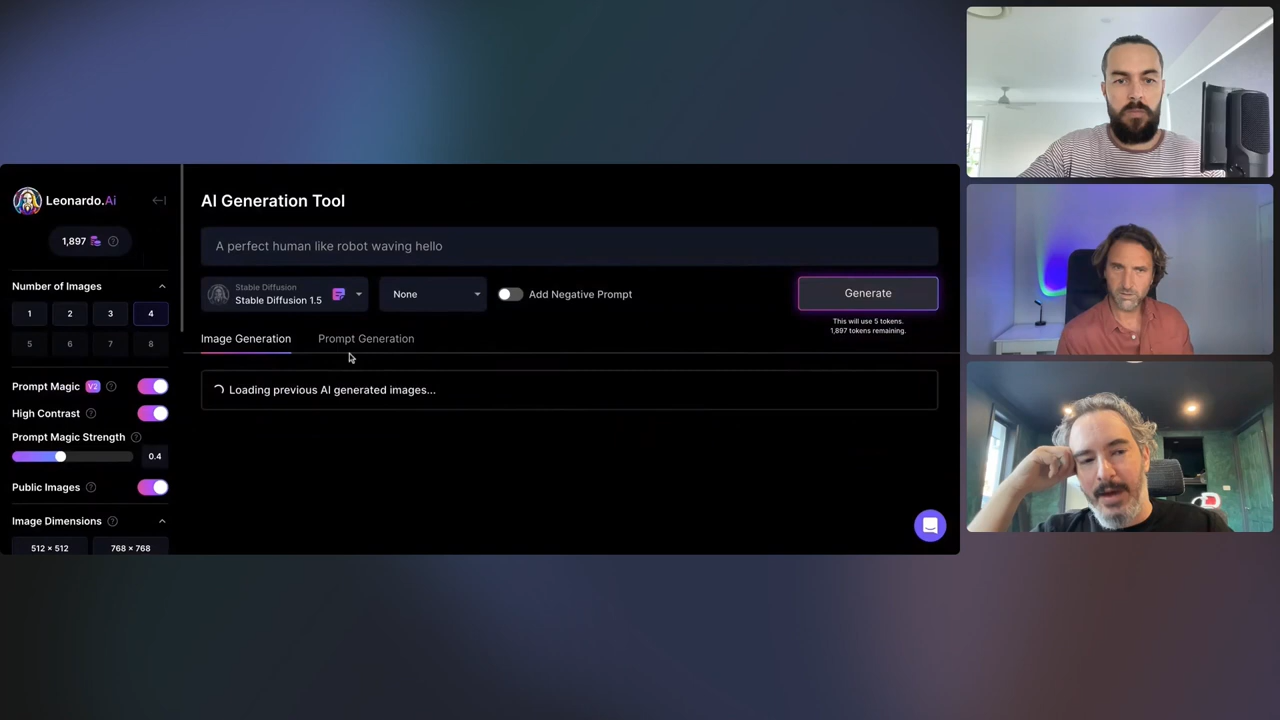 Leonardo.Ai
1,897
Number of Images
1 2 3 4
5 6 7 8
Prompt Magic V2
High Contrast
Prompt Magic Strength
0.4
Public Images
Image Dimensions
512 × 512 768 × 768
AI Generation Tool
A perfect human like robot waving hello
Stable Diffusion
Stable Diffusion 1.5
None
Add Negative Prompt
Generate
This will use 5 tokens.
1,897 tokens remaining.
Image Generation Prompt Generation
Loading previous AI generated images...